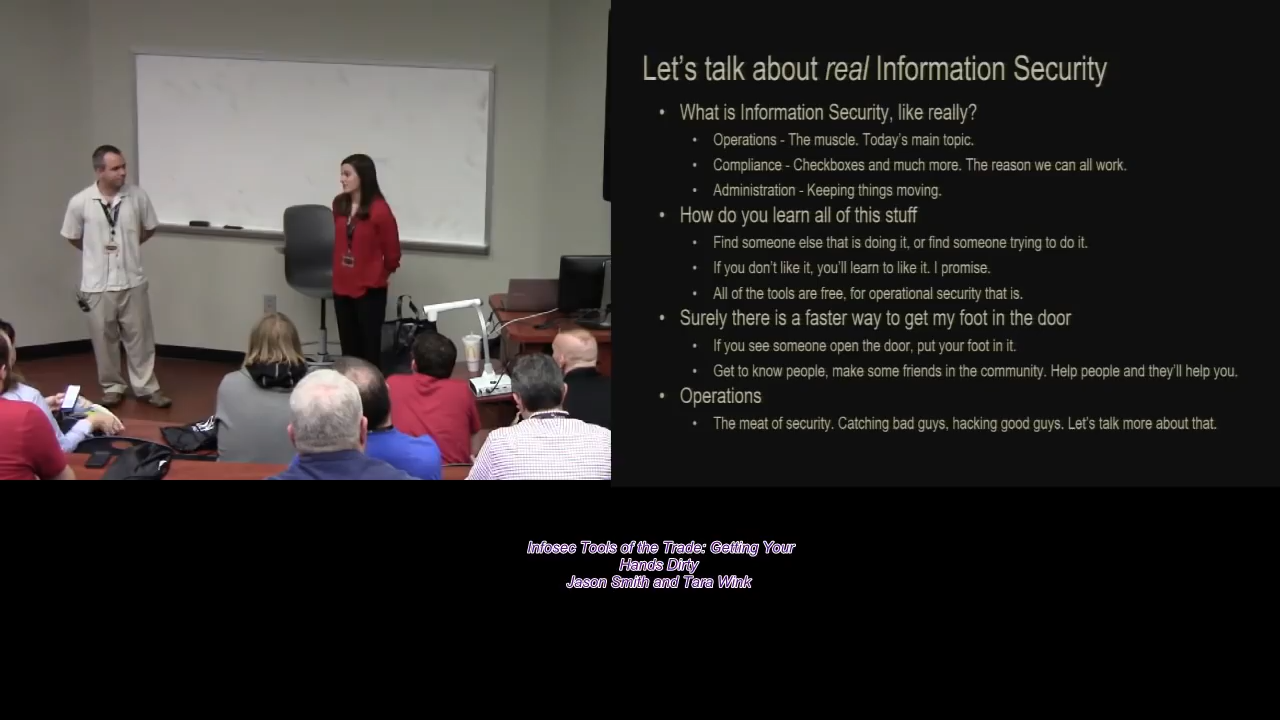 Let's talk about real Information Security
• What is Information Security, like really?
• Operations - The muscle. Today's main topic.
• Compliance - Checkboxes and much more. The reason we can all work.
• Administration - Keeping things moving.
• How do you learn all of this stuff
• Find someone else that is doing it, or find someone trying to do it.
• If you don't like it, you'll learn to like it. I promise.
• All of the tools are free, for operational security that is.
• Surely there is a faster way to get my foot in the door
• If you see someone open the door, put your foot in it.
• Get to know people, make some friends in the community. Help people and they'll help you.
• Operations
• The meat of security. Catching bad guys, hacking good guys. Let's talk more about that.
Infosec Tools of the Trade: Getting Your
Hands Dirty
Jason Smith and Tara Wink